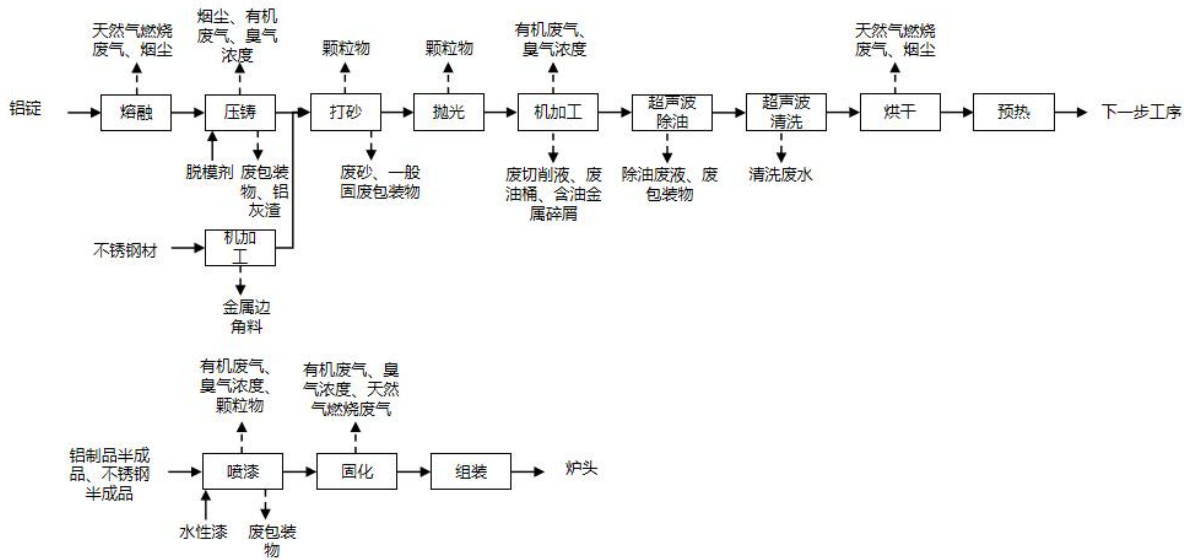 天然气燃烧
废气、烟尘
烟尘、有机
废气、臭气
浓度
颗粒物
颗粒物
有机废气、
臭气浓度
天然气燃烧
废气、烟尘
铝锭
熔融
压铸
打砂
抛光
机加工
超声波
除油
超声波
清洗
烘干
预热
下一步工序
脱模剂
废包装
物、铝
灰渣
废砂、一般
固废包装物
废切削液、废
油桶、含油金
属碎屑
除油废液、废
包装物
清洗废水
不锈钢材
机加
工
金属边
角料
有机废气、
臭气浓度、
颗粒物
有机废气、臭
气浓度、天然
气燃烧废气
铝制品半成
品、不锈钢
半成品
喷漆
固化
组装
炉头
水性漆
废包装
物